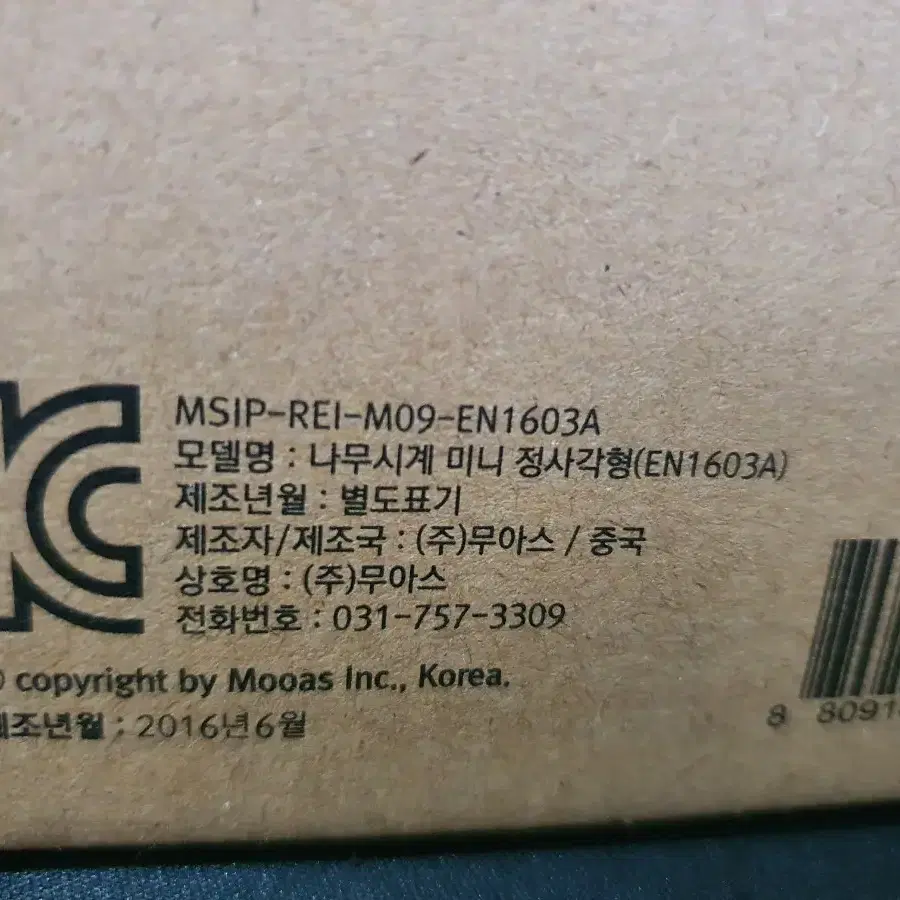 MSIP-REI-M09-EN1603A
모델명 : 나무시계 미니 정사각형(EN1603A)
제조년월 : 별도표기
제조자/제조국 : (주)무아스 / 중국
상호명 : (주)무아스
전화번호 : 031-757-3309
© copyright by Mooas Inc., Korea.
제조년월 : 2016년6월
8 8091